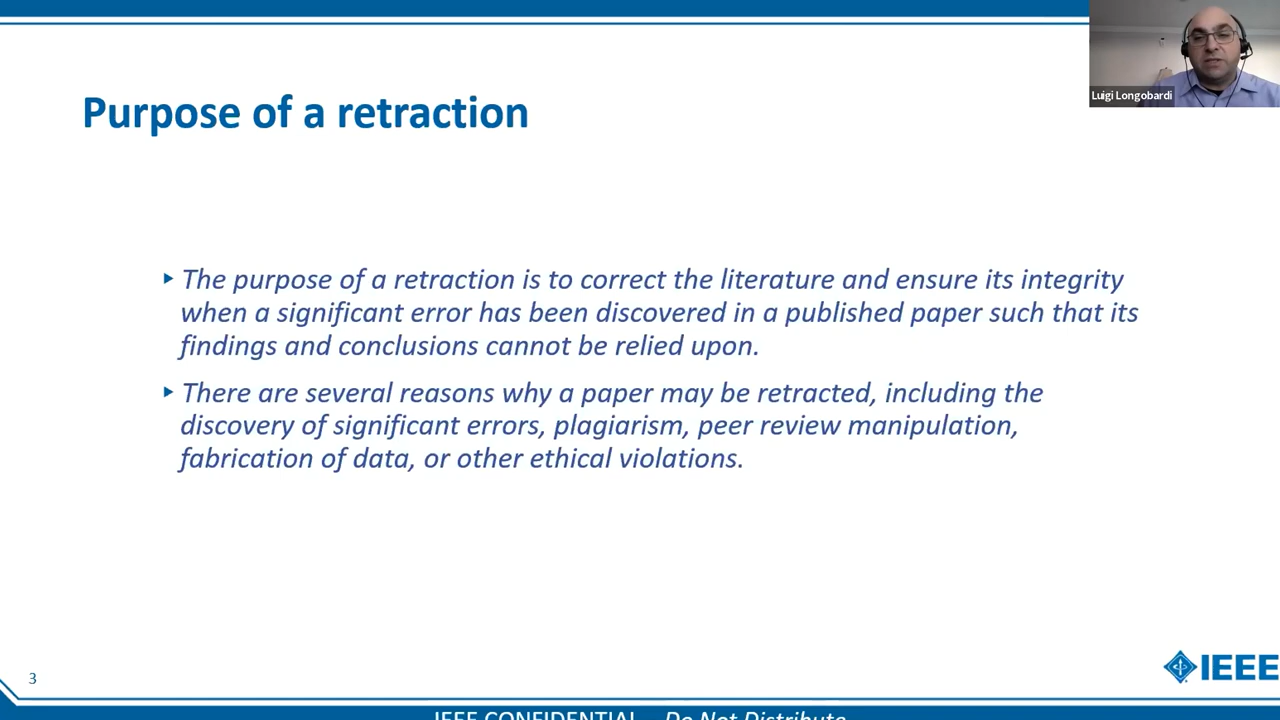 Luigi Longobardi
Purpose of a retraction
The purpose of a retraction is to correct the literature and ensure its integrity
when a significant error has been discovered in a published paper such that its
findings and conclusions cannot be relied upon.
There are several reasons why a paper may be retracted, including the
discovery of significant errors, plagiarism, peer review manipulation,
fabrication of data, or other ethical violations.
3
IEEE
IEEE CONFIDENTIAL – Do Not Distribute